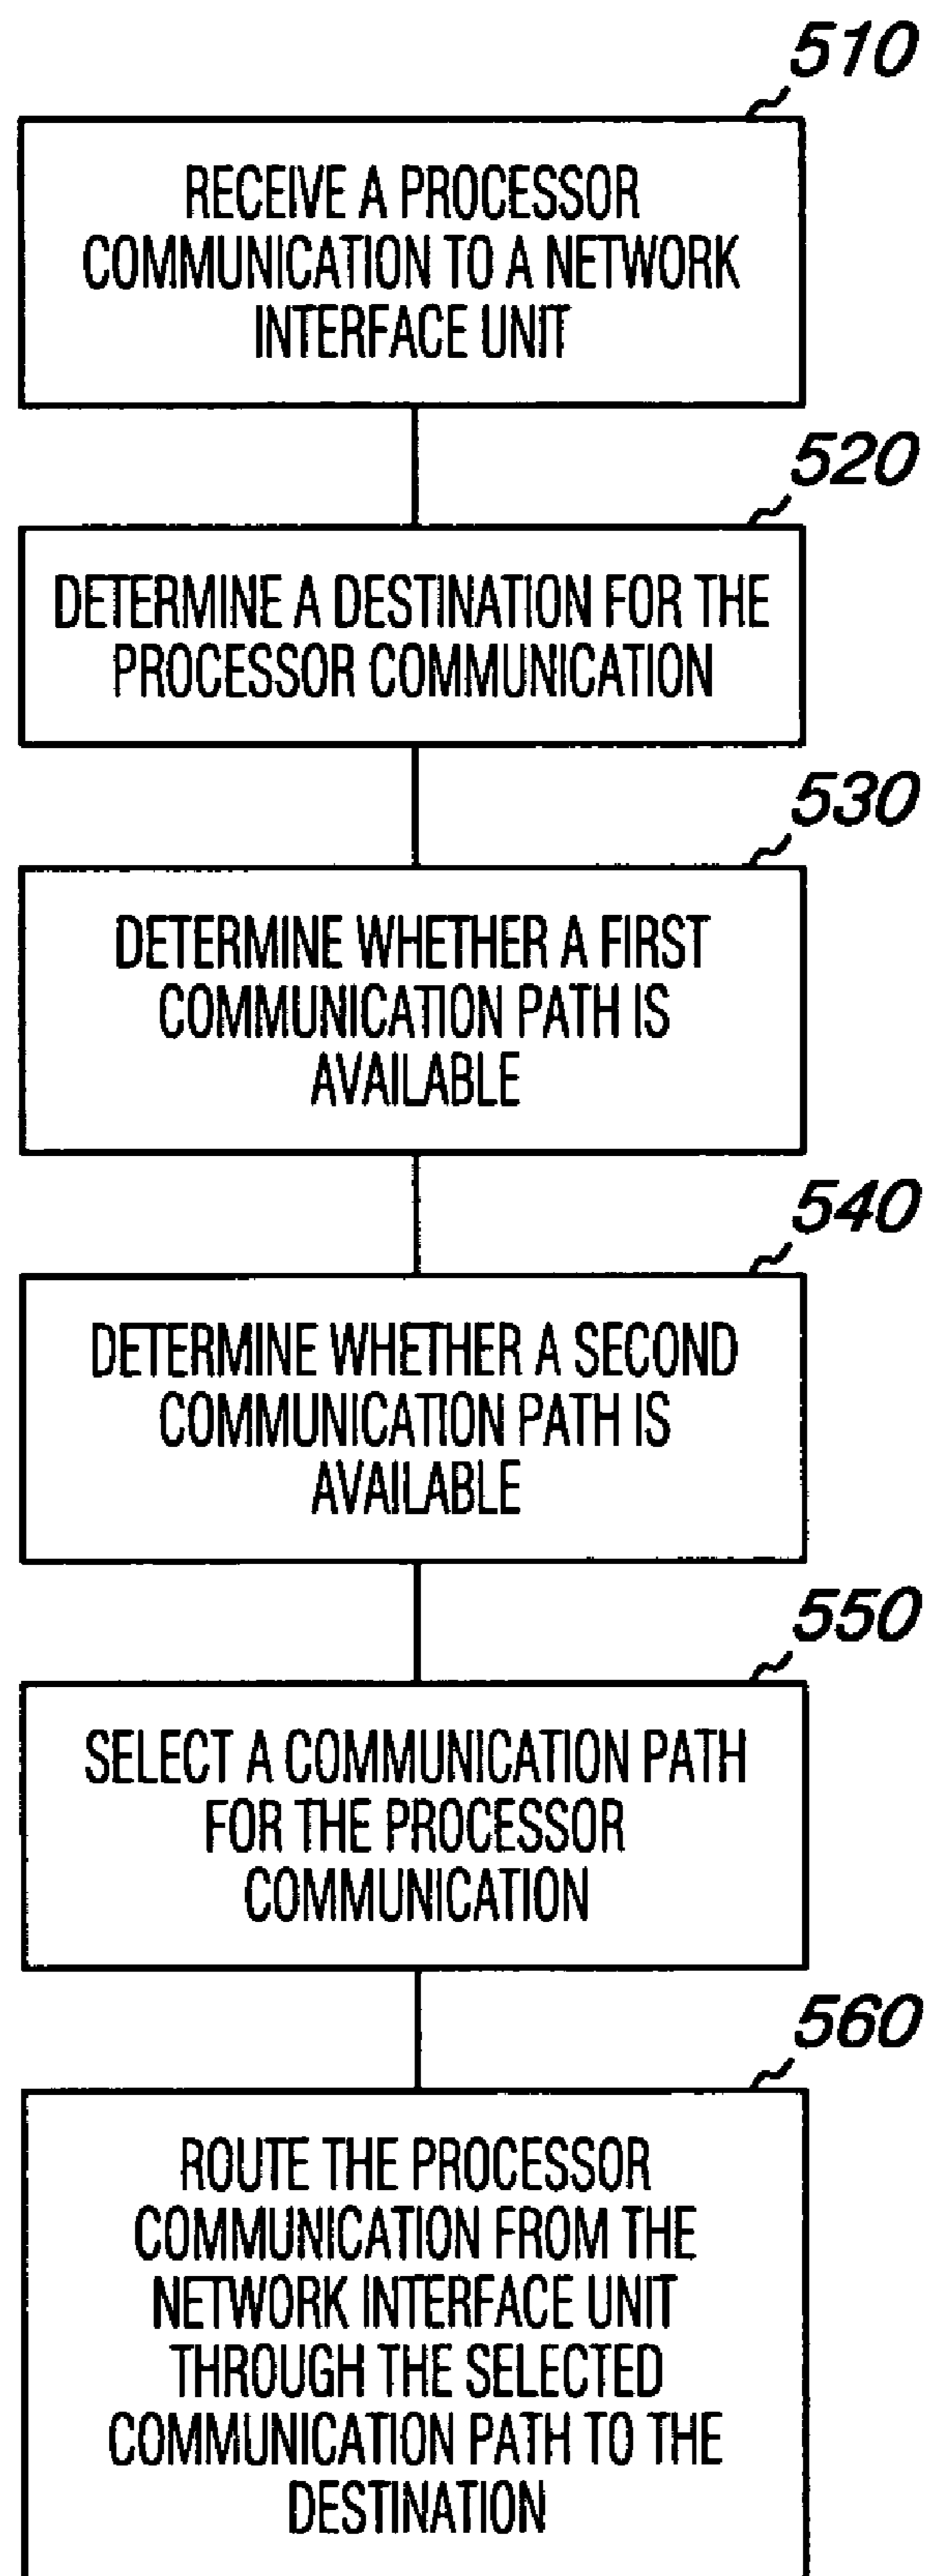 510
RECEIVE A PROCESSOR
COMMUNICATION TO A NETWORK
INTERFACE UNIT
520
DETERMINE A DESTINATION FOR THE
PROCESSOR COMMUNICATION
530
DETERMINE WHETHER A FIRST
COMMUNICATION PATH IS
AVAILABLE
540
DETERMINE WHETHER A SECOND
COMMUNICATION PATH IS
AVAILABLE
550
SELECT A COMMUNICATION PATH
FOR THE PROCESSOR
COMMUNICATION
560
ROUTE THE PROCESSOR
COMMUNICATION FROM THE
NETWORK INTERFACE UNIT
THROUGH THE SELECTED
COMMUNICATION PATH TO THE
DESTINATION